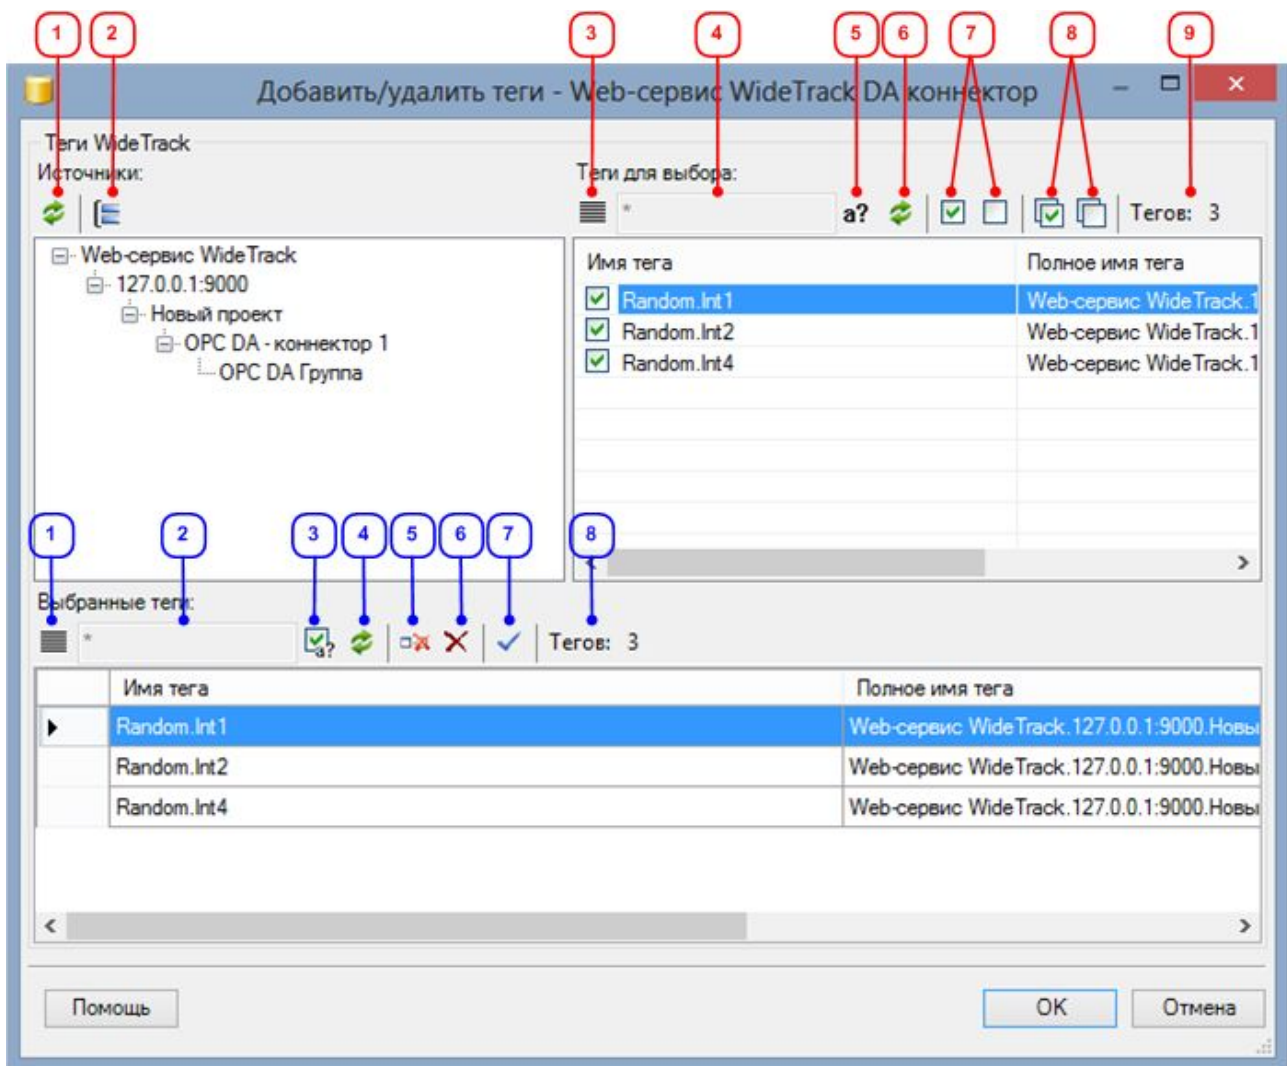 1 2 3 4 5 6 7 8 9
Добавить/удалить теги - Web-сервис WideTrack DA коннектор
Теги WideTrack
Источники:
Теги для выбора:
*
a?
Тегов: 3
Web-сервис WideTrack
127.0.0.1:9000
Новый проект
OPC DA - коннектор 1
OPC DA Группа
Имя тега Полное имя тега
Random.Int1 Web-сервис WideTrack.1
Random.Int2 Web-сервис WideTrack.1
Random.Int4 Web-сервис WideTrack.1
1 2 3 4 5 6 7 8
Выбранные теги:
*
a?
Тегов: 3
Имя тега Полное имя тега
Random.Int1 Web-сервис WideTrack.127.0.0.1:9000.Новы
Random.Int2 Web-сервис WideTrack.127.0.0.1:9000.Новы
Random.Int4 Web-сервис WideTrack.127.0.0.1:9000.Новы
Помощь OK Отмена